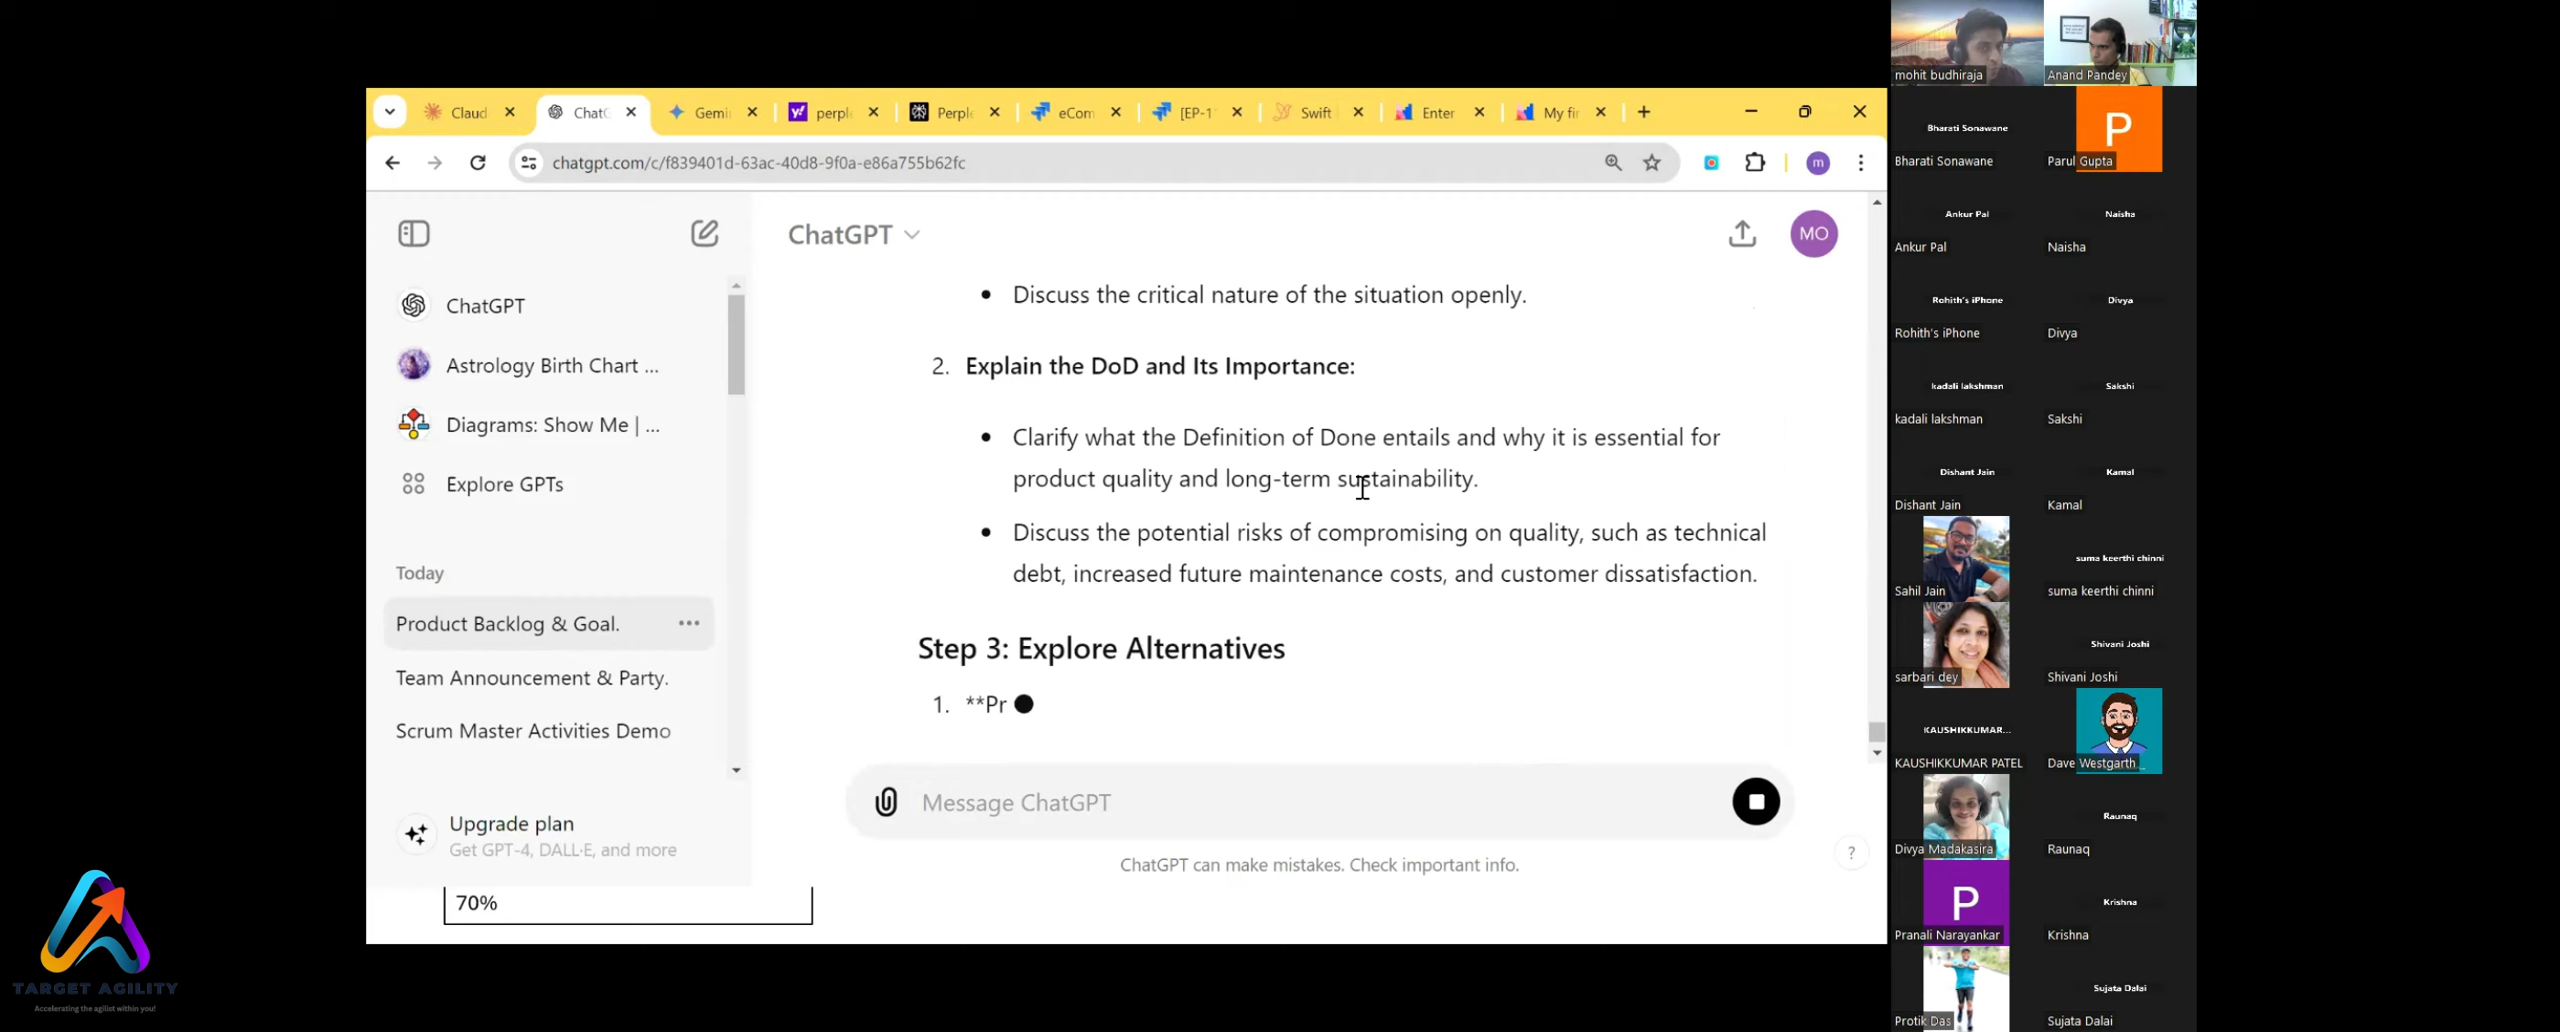 Claud
ChatG
Gemi
perple
Perple
eCom
[EP-1
Swift
Enter
My fir
chatgpt.com/c/f839401d-63ac-40d8-9f0a-e86a755b62fc
m
ChatGPT
MO
ChatGPT
Astrology Birth Chart ...
Diagrams: Show Me | ...
Explore GPTs
Today
Product Backlog & Goal.
Team Announcement & Party.
Scrum Master Activities Demo
Upgrade plan
Get GPT-4, DALL·E, and more
• Discuss the critical nature of the situation openly.
2. Explain the DoD and Its Importance:
• Clarify what the Definition of Done entails and why it is essential for
product quality and long-term sustainability.
• Discuss the potential risks of compromising on quality, such as technical
debt, increased future maintenance costs, and customer dissatisfaction.
Step 3: Explore Alternatives
1. **Pr
Message ChatGPT
?
ChatGPT can make mistakes. Check important info.
70%
TARGET AGILITY
Accelerating the agilist within you!
mohit budhiraja
Anand Pandey
Bharati Sonawane
Bharati Sonawane
P
Parul Gupta
Ankur Pal
Ankur Pal
Naisha
Naisha
Rohith's iPhone
Rohith's iPhone
Divya
Divya
kadali lakshman
kadali lakshman
Sakshi
Sakshi
Dishant Jain
Dishant Jain
Kamal
Kamal
Sahil Jain
suma keerthi chinni
suma keerthi chinni
sarbari dey
Shivani Joshi
Shivani Joshi
KAUSHIKKUMAR...
KAUSHIKKUMAR PATEL
Dave Westgarth
Divya Madakasira
Raunaq
Raunaq
P
Pranali Narayankar
Krishna
Krishna
Protik Das
Sujata Dalai
Sujata Dalai